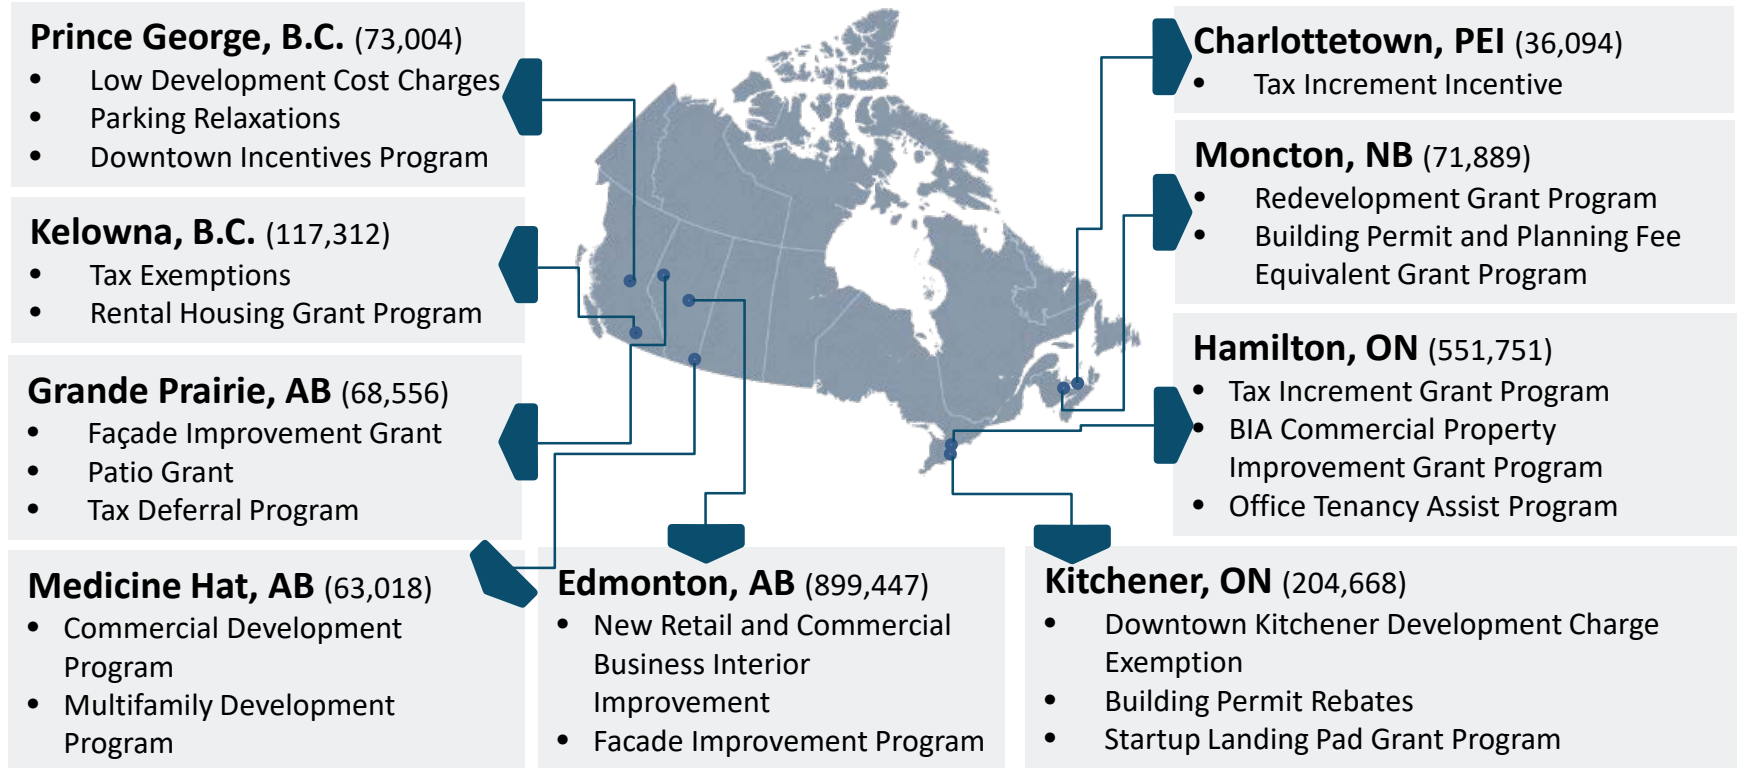 Prince George, B.C. (73,004)
• Low Development Cost Charges
• Parking Relaxations
• Downtown Incentives Program
Kelowna, B.C. (117,312)
• Tax Exemptions
• Rental Housing Grant Program
Grande Prairie, AB (68,556)
• Façade Improvement Grant
• Patio Grant
• Tax Deferral Program
Medicine Hat, AB (63,018)
• Commercial Development
Program
• Multifamily Development
Program
Edmonton, AB (899,447)
• New Retail and Commercial
Business Interior
Improvement
• Facade Improvement Program
Kitchener, ON (204,668)
• Downtown Kitchener Development Charge
Exemption
• Building Permit Rebates
• Startup Landing Pad Grant Program
Charlottetown, PEI (36,094)
• Tax Increment Incentive
Moncton, NB (71,889)
• Redevelopment Grant Program
• Building Permit and Planning Fee
Equivalent Grant Program
Hamilton, ON (551,751)
• Tax Increment Grant Program
• BIA Commercial Property
Improvement Grant Program
• Office Tenancy Assist Program